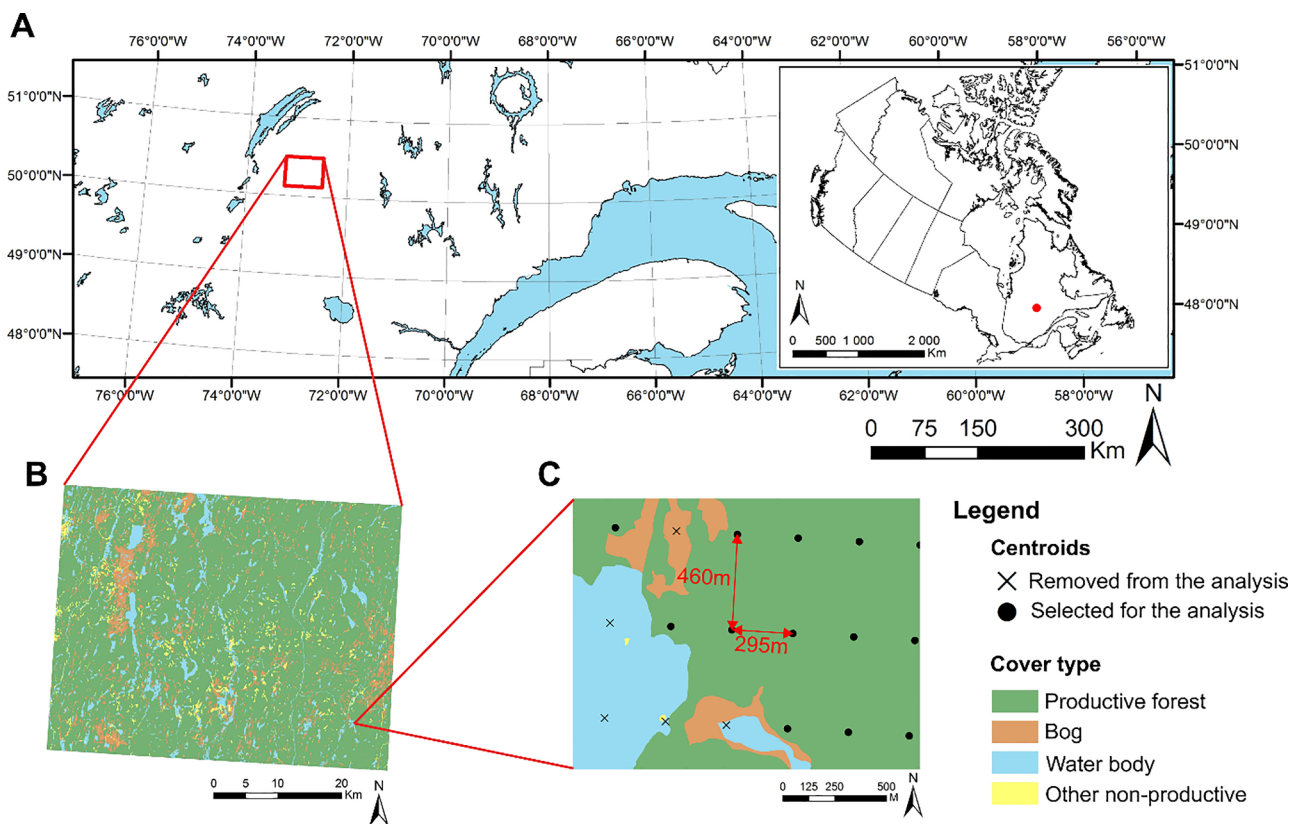 A
76°0'0"W 74°0'0"W 72°0'0"W 70°0'0"W 68°0'0"W 66°0'0"W 64°0'0"W 62°0'0"W 60°0'0"W 58°0'0"W 56°0'0"W
51°0'0"N 51°0'0"N
50°0'0"N 50°0'0"N
49°0'0"N 49°0'0"N
48°0'0"N 48°0'0"N
N
0 500 1 000 2 000
Km
76°0'0"W 74°0'0"W 72°0'0"W 70°0'0"W 68°0'0"W 66°0'0"W 64°0'0"W 62°0'0"W 60°0'0"W 58°0'0"W
N
0 75 150 300
Km
B
0 5 10 20
Km
N
C
460m
295m
0 125 250 500
M
N
Legend
Centroids
Removed from the analysis
Selected for the analysis
Cover type
Productive forest
Bog
Water body
Other non-productive